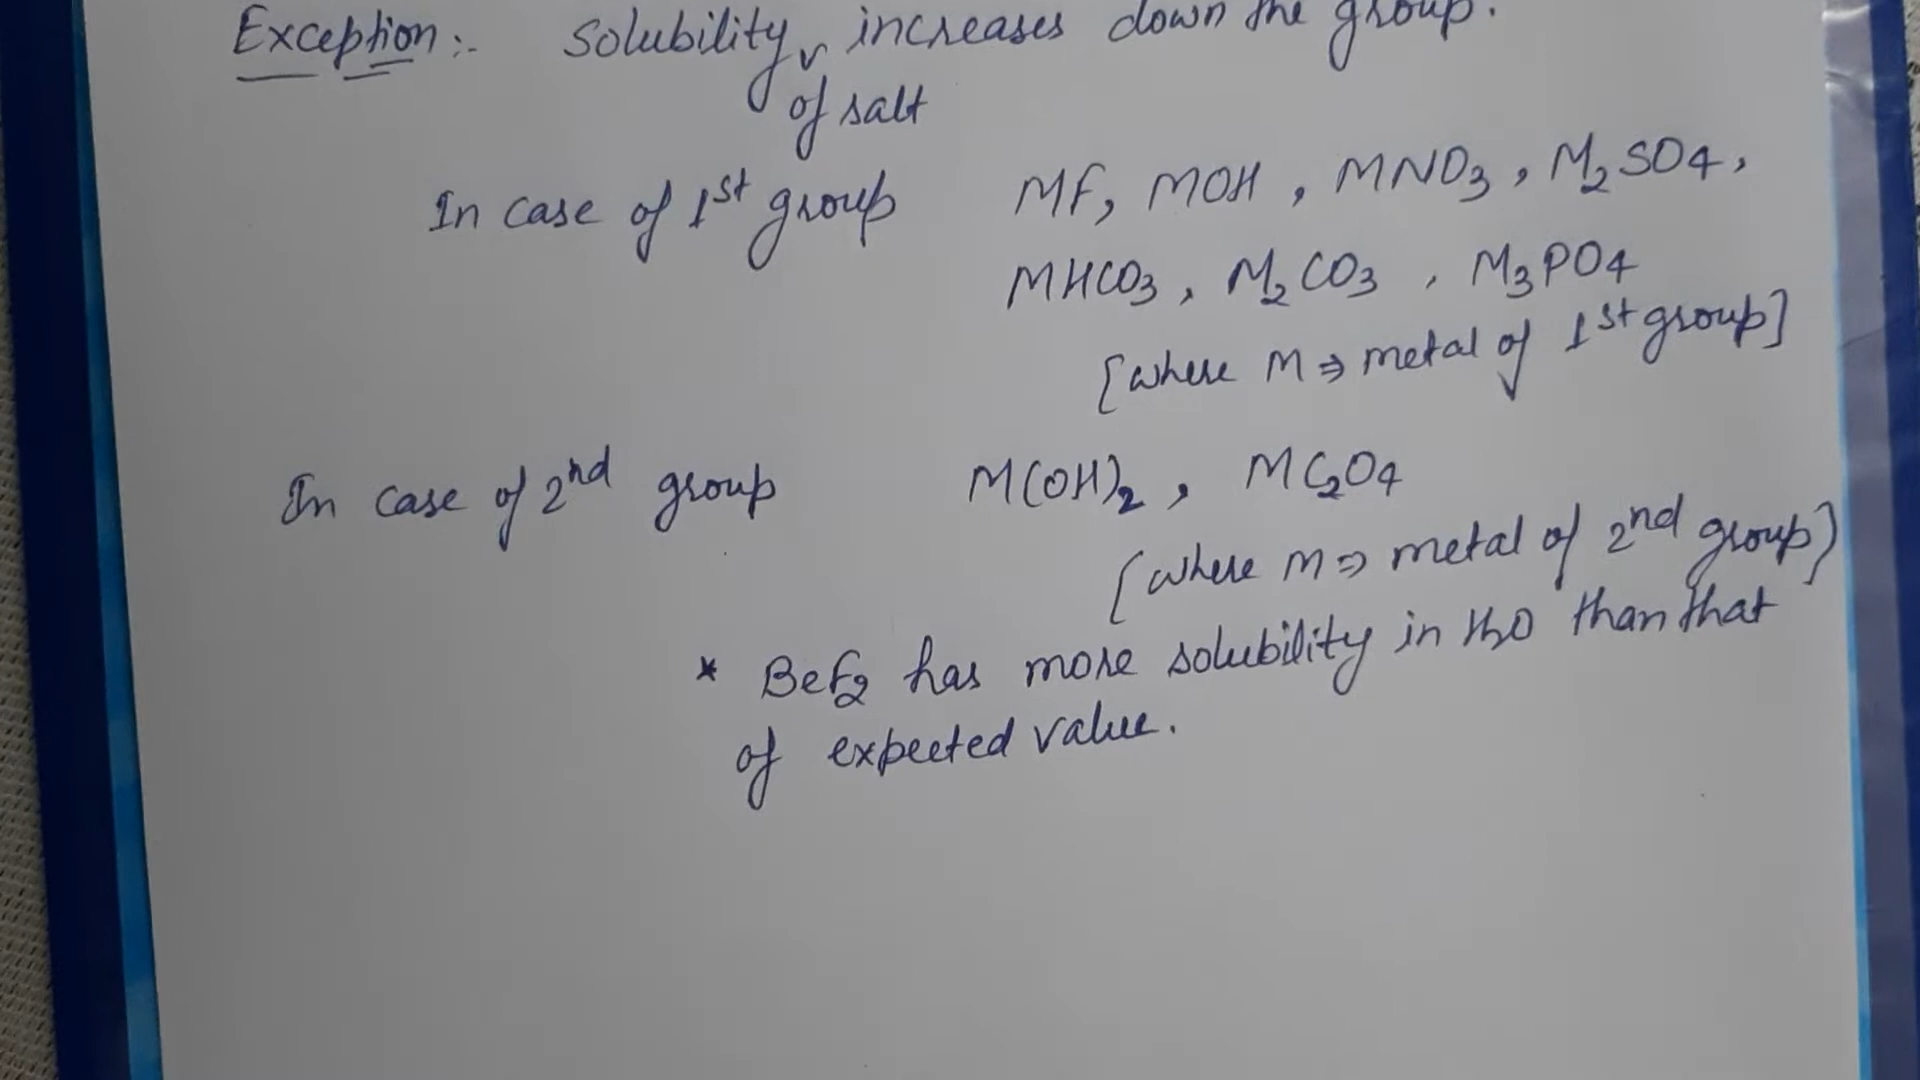 Exception :- Solubility increases down the group.
of salt
In case of 1st group MF, MOH, MNO3, M2SO4,
MHCO3, M2CO3, M3PO4
[where M ⇒ metal of 1st group]
In case of 2nd group M(OH)2, MC2O4
[where M ⇒ metal of 2nd group]
* BeF2 has more solubility in H2O than that
of expected value.